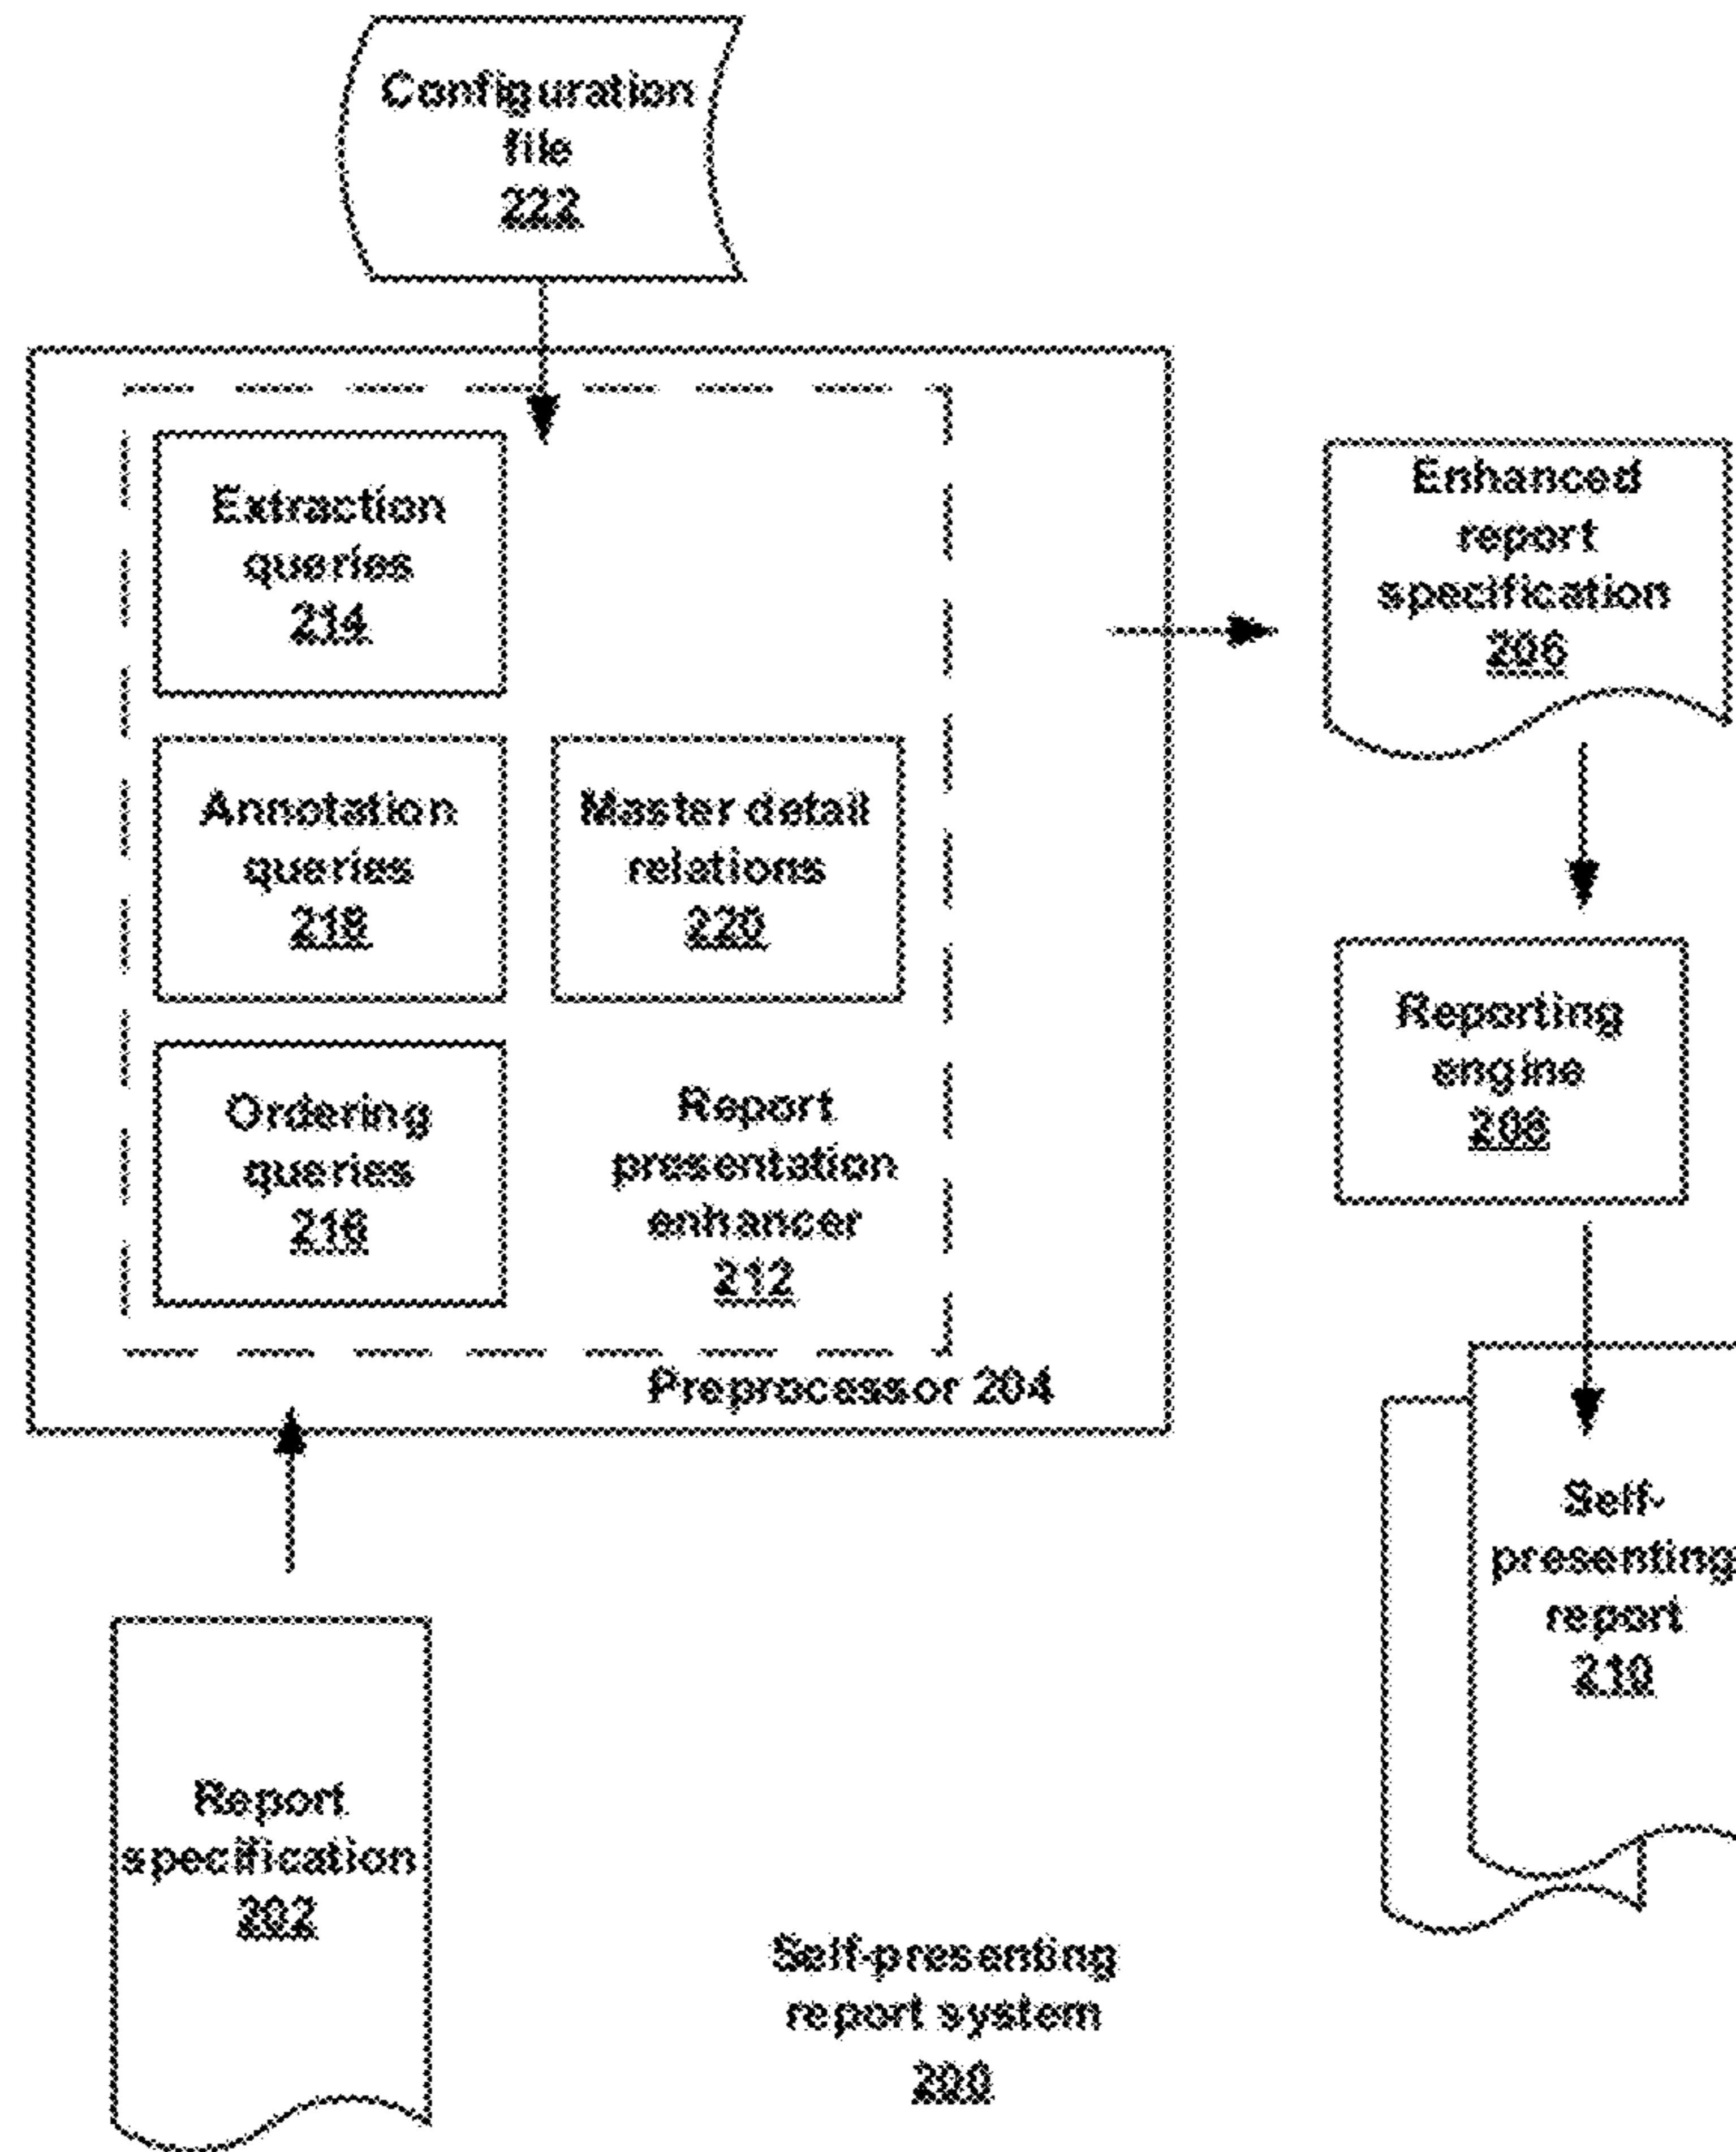 Configuration
file
222
Extraction
queries
214
Annotation
queries
218
Master detail
relations
220
Ordering
queries
216
Report
presentation
enhancer
212
Preprocessor 204
Enhanced
report
specification
206
Reporting
engine
208
Self-
presenting
report
210
Report
specification
202
Self-presenting
report system
200